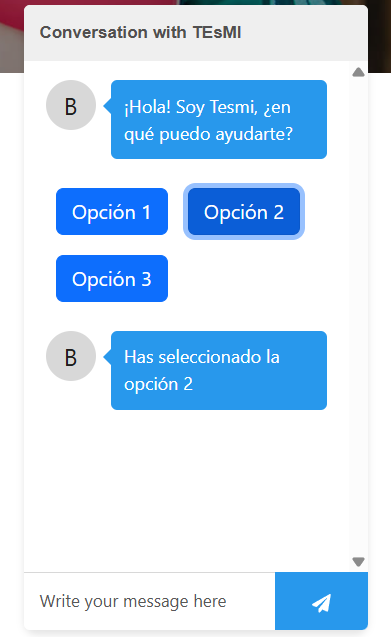 Conversation with TEsMI
B
¡Hola! Soy Tesmi, ¿en
qué puedo ayudarte?
Opción 1 Opción 2
Opción 3
B
Has seleccionado la
opción 2
Write your message here